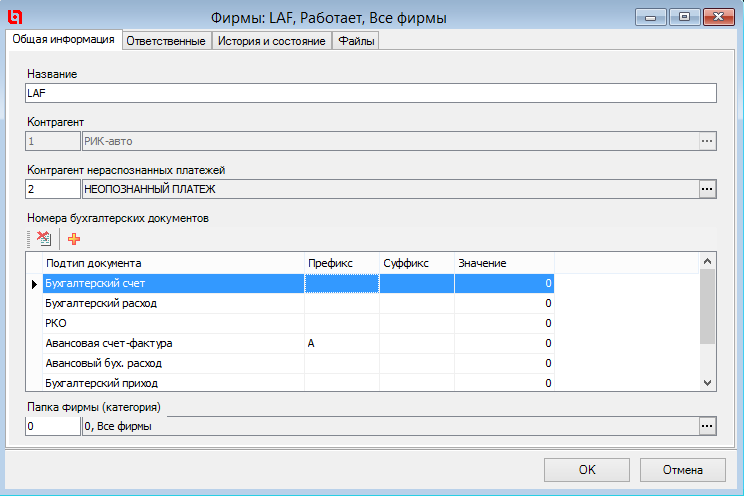 Фирмы: LAF, Работает, Все фирмы
Общая информация Ответственные История и состояние Файлы
Название
LAF
Контрагент
1 РИК-авто ...
Контрагент нераспознанных платежей
2 НЕОПОЗНАННЫЙ ПЛАТЕЖ ...
Номера бухгалтерских документов
Подтип документа Префикс Суффикс Значение
Бухгалтерский счет 0
Бухгалтерский расход 0
РКО 0
Авансовая счет-фактура А 0
Авансовый бух. расход 0
Бухгалтерский приход 0
Папка Фирмы (категория)
0 0, Все фирмы ...
OK Отмена